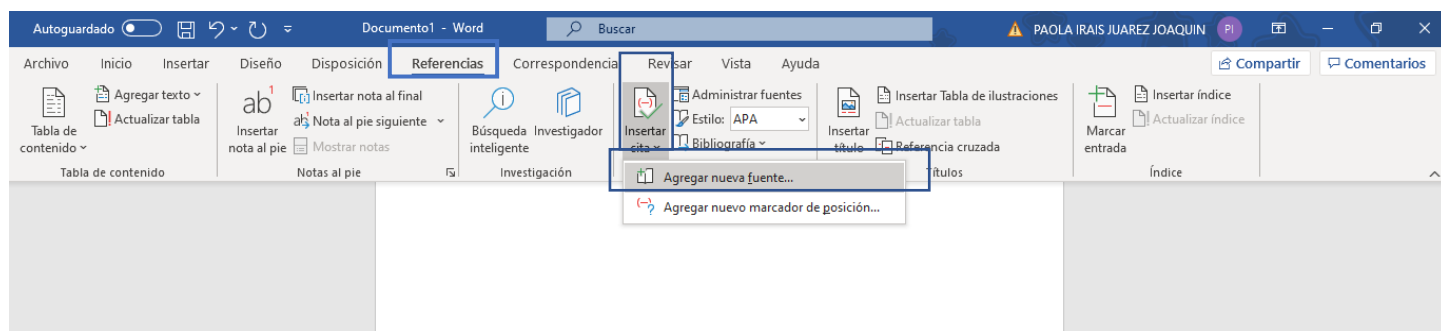 Autoguardado Documento1 - Word Buscar PAOLA IRAIS JUAREZ JOAQUIN PI
Archivo Inicio Insertar Diseño Disposición Referencias Correspondencia Revisar Vista Ayuda Compartir Comentarios
Tabla de
contenido
Agregar texto
Actualizar tabla
Tabla de contenido
ab1
Insertar
nota al pie
Insertar nota al final
Nota al pie siguiente
Mostrar notas
Notas al pie
Búsqueda
inteligente
Investigador
Investigación
Insertar
cita
Administrar fuentes
Estilo: APA
Bibliografía
Agregar nueva fuente...
Agregar nuevo marcador de posición...
Insertar
título
Insertar Tabla de ilustraciones
Actualizar tabla
Referencia cruzada
Títulos
Marcar
entrada
Insertar índice
Actualizar índice
Índice